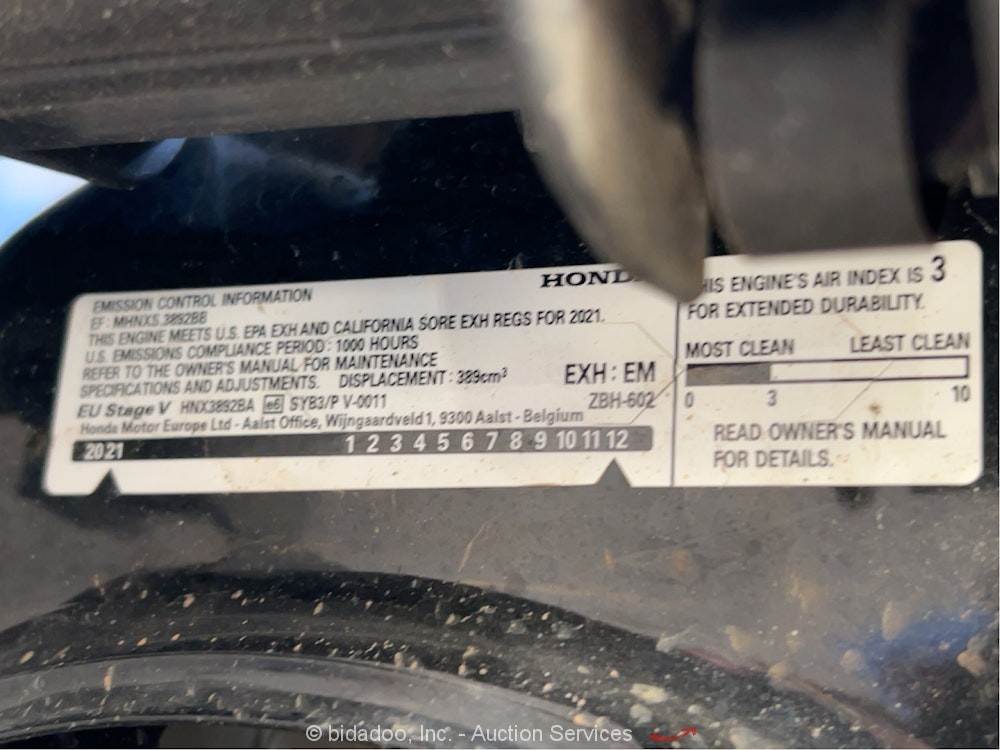 HOND
EMISSION CONTROL INFORMATION
EF: MHNXS.3892BB
THIS ENGINE MEETS U.S. EPA EXH AND CALIFORNIA SORE EXH REGS FOR 2021.
U.S. EMISSIONS COMPLIANCE PERIOD: 1000 HOURS
REFER TO THE OWNER'S MANUAL FOR MAINTENANCE
SPECIFICATIONS AND ADJUSTMENTS. DISPLACEMENT: 389cm³ EXH: EM
EU Stage V HNX3892BA e6 SYB3/P V-0011 ZBH-602
Honda Motor Europe Ltd - Aalst Office, Wijngaardveld 1, 9300 Aalst - Belgium
2021 1 2 3 4 5 6 7 8 9 10 11 12
HIS ENGINE'S AIR INDEX IS 3
FOR EXTENDED DURABILITY.
MOST CLEAN LEAST CLEAN
0 3 10
READ OWNER'S MANUAL
FOR DETAILS.
© bidadoo, Inc. - Auction Services